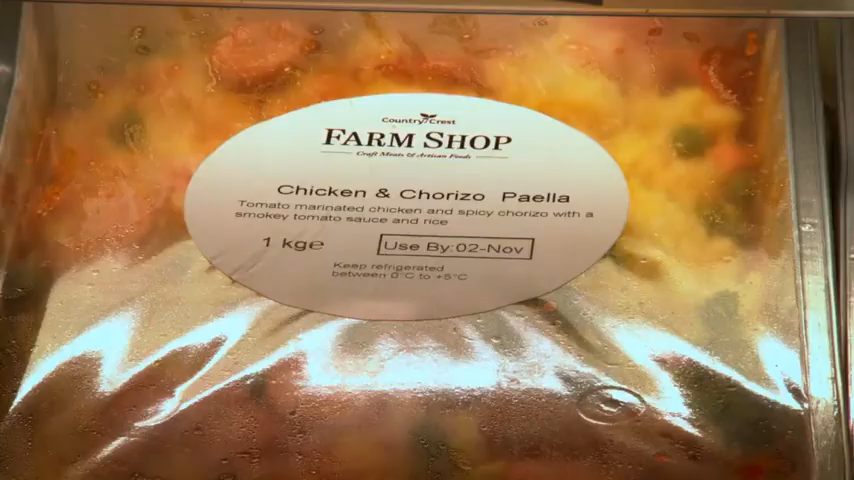 Country Crest
FARM SHOP
Craft Meats & Artisan Foods
Chicken & Chorizo Paella
Tomato marinated chicken and spicy chorizo with a
smokey tomato sauce and rice
1 kg℮
Use By: 02-Nov
Keep refrigerated
between 0°C to +5°C